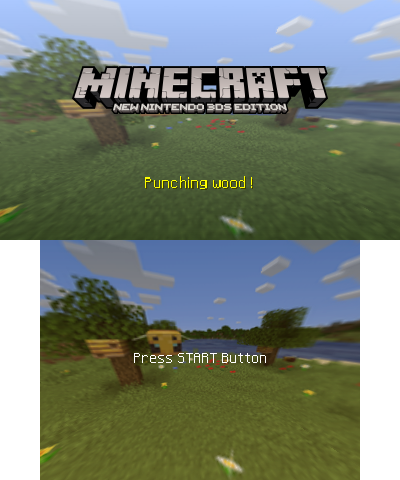 MINECRAFT
NEW NINTENDO 3DS EDITION
Punching wood!
Press START Button